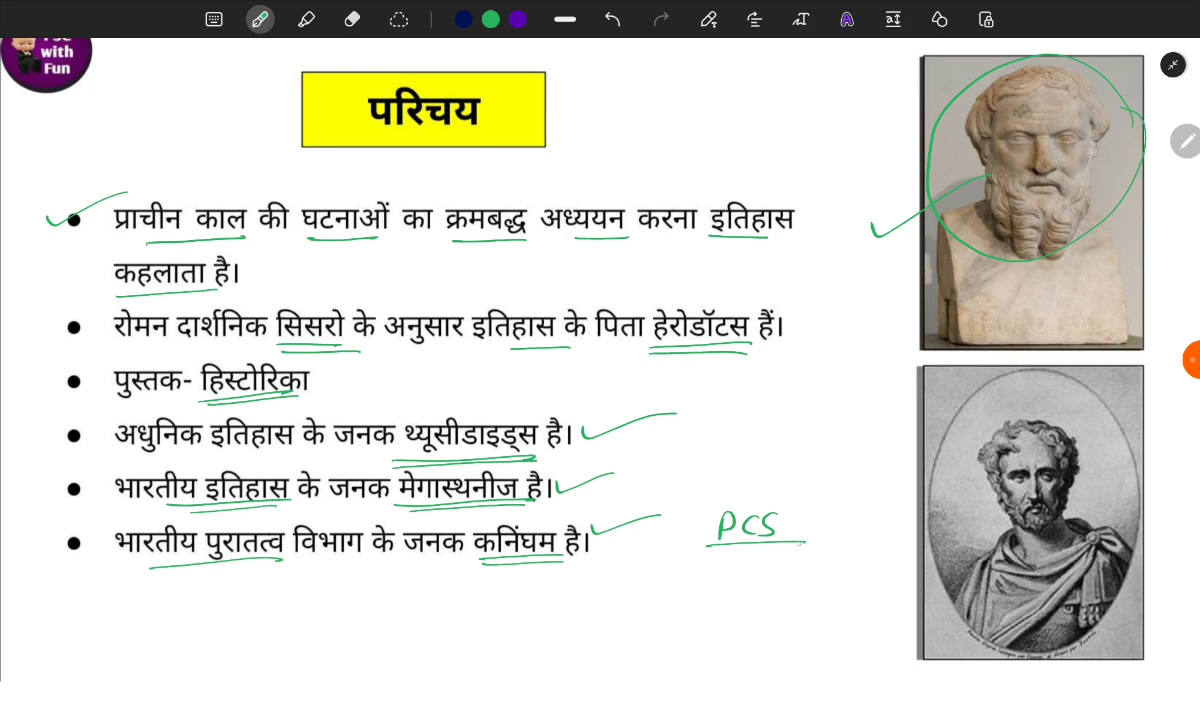 with
Fun
परिचय
प्राचीन काल की घटनाओं का क्रमबद्ध अध्ययन करना इतिहास
कहलाता है।
रोमन दार्शनिक सिसरो के अनुसार इतिहास के पिता हेरोडॉटस हैं।
पुस्तक- हिस्टोरिका
अधुनिक इतिहास के जनक थ्यूसीडाइड्स है।
भारतीय इतिहास के जनक मेगास्थनीज है।
भारतीय पुरातत्व विभाग के जनक कनिंघम है।
PCS